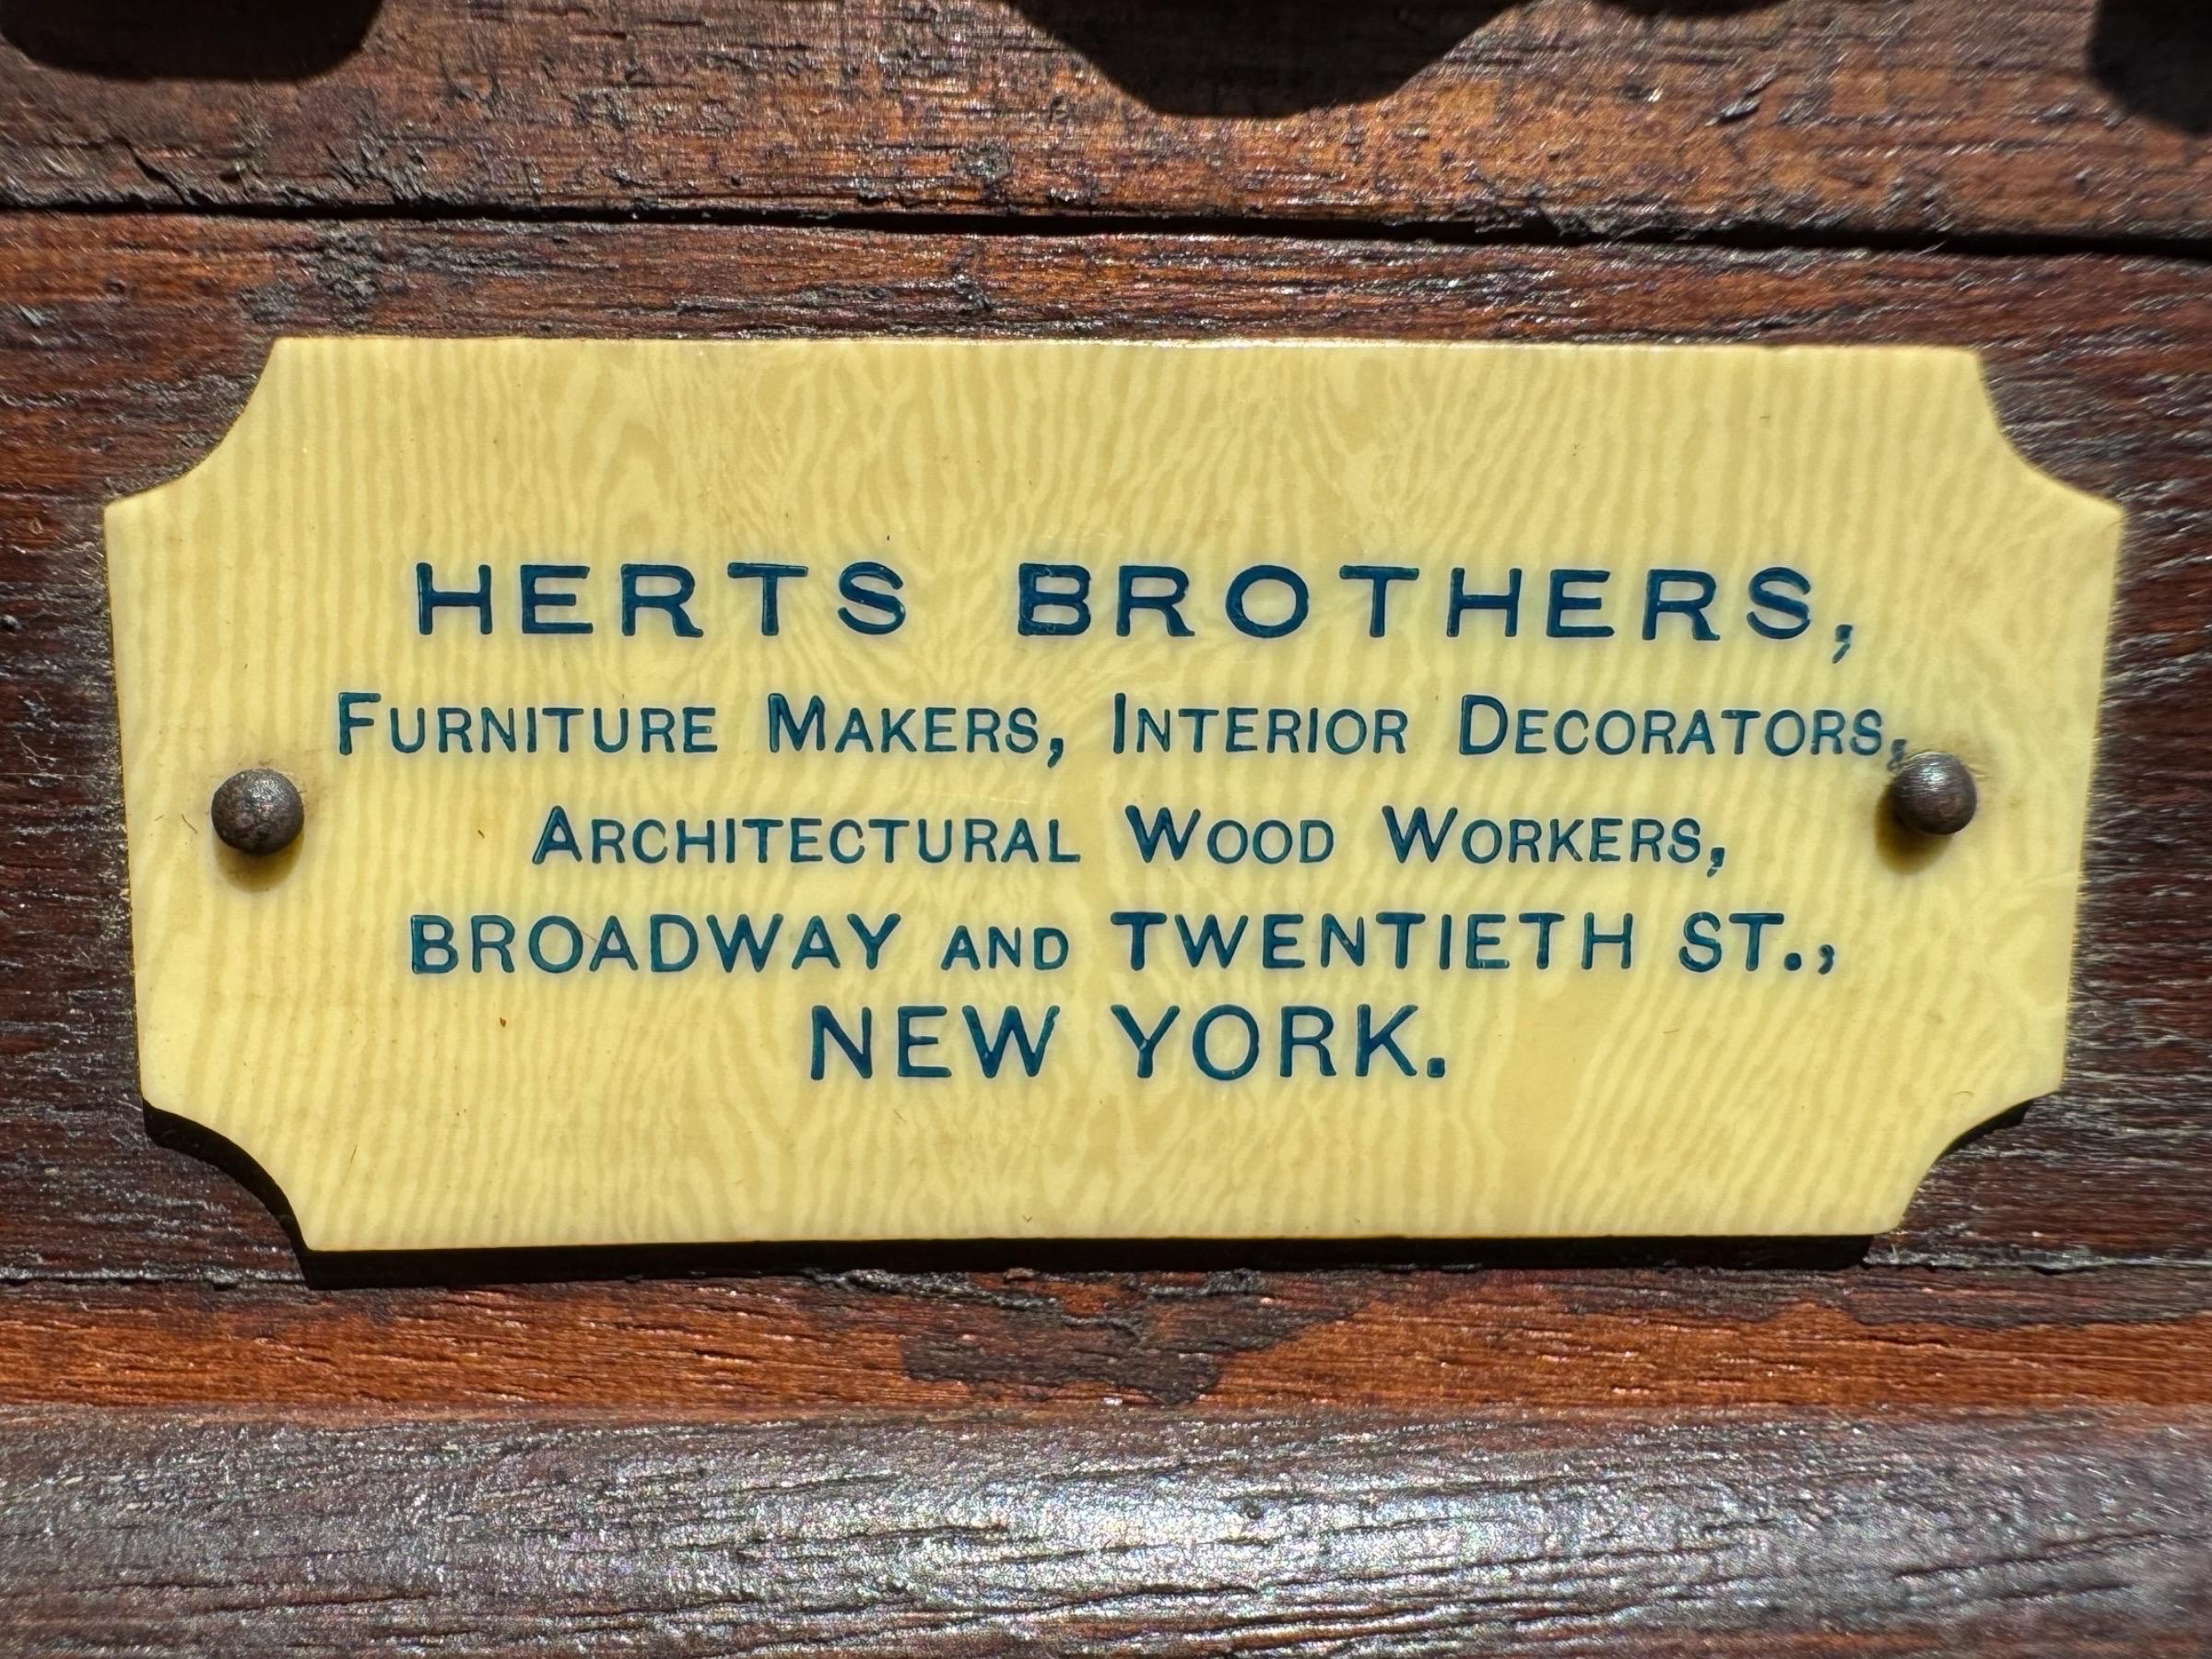 HERTS BROTHERS,
FURNITURE MAKERS, INTERIOR DECORATORS,
ARCHITECTURAL WOOD WORKERS,
BROADWAY AND TWENTIETH ST.,
NEW YORK.